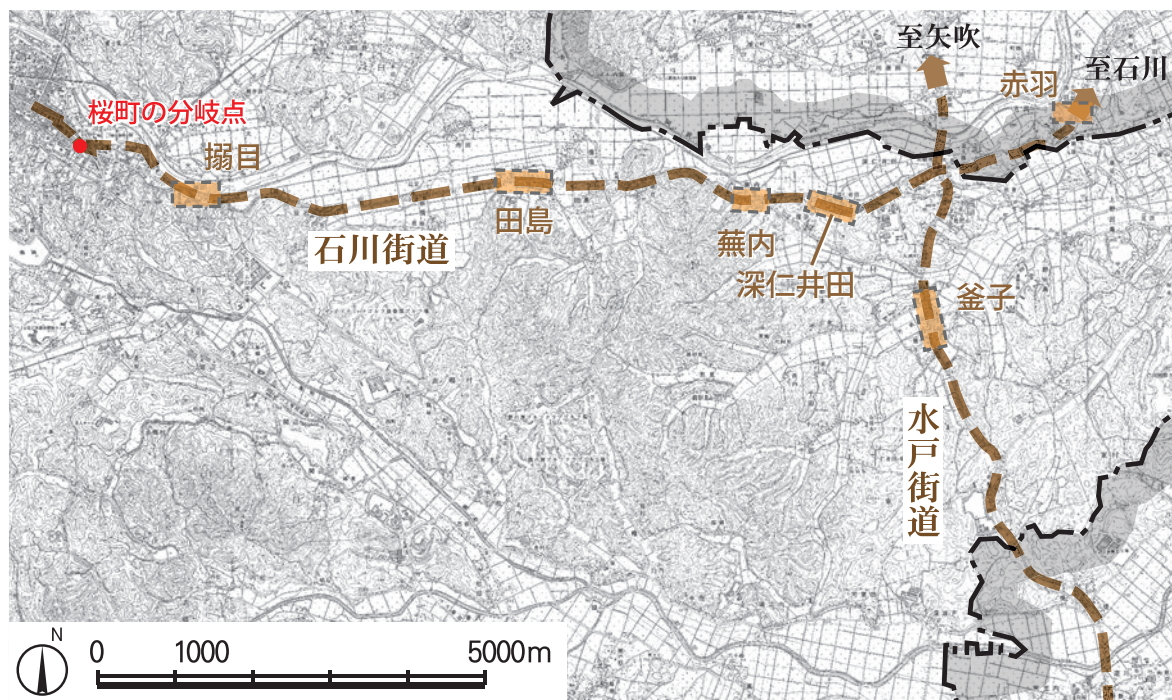 至矢吹
至石川
赤羽
桜町の分岐点
搦目
田島
石川街道
蕪内
深仁井田
釜子
水戸街道
N
0 1000 5000m